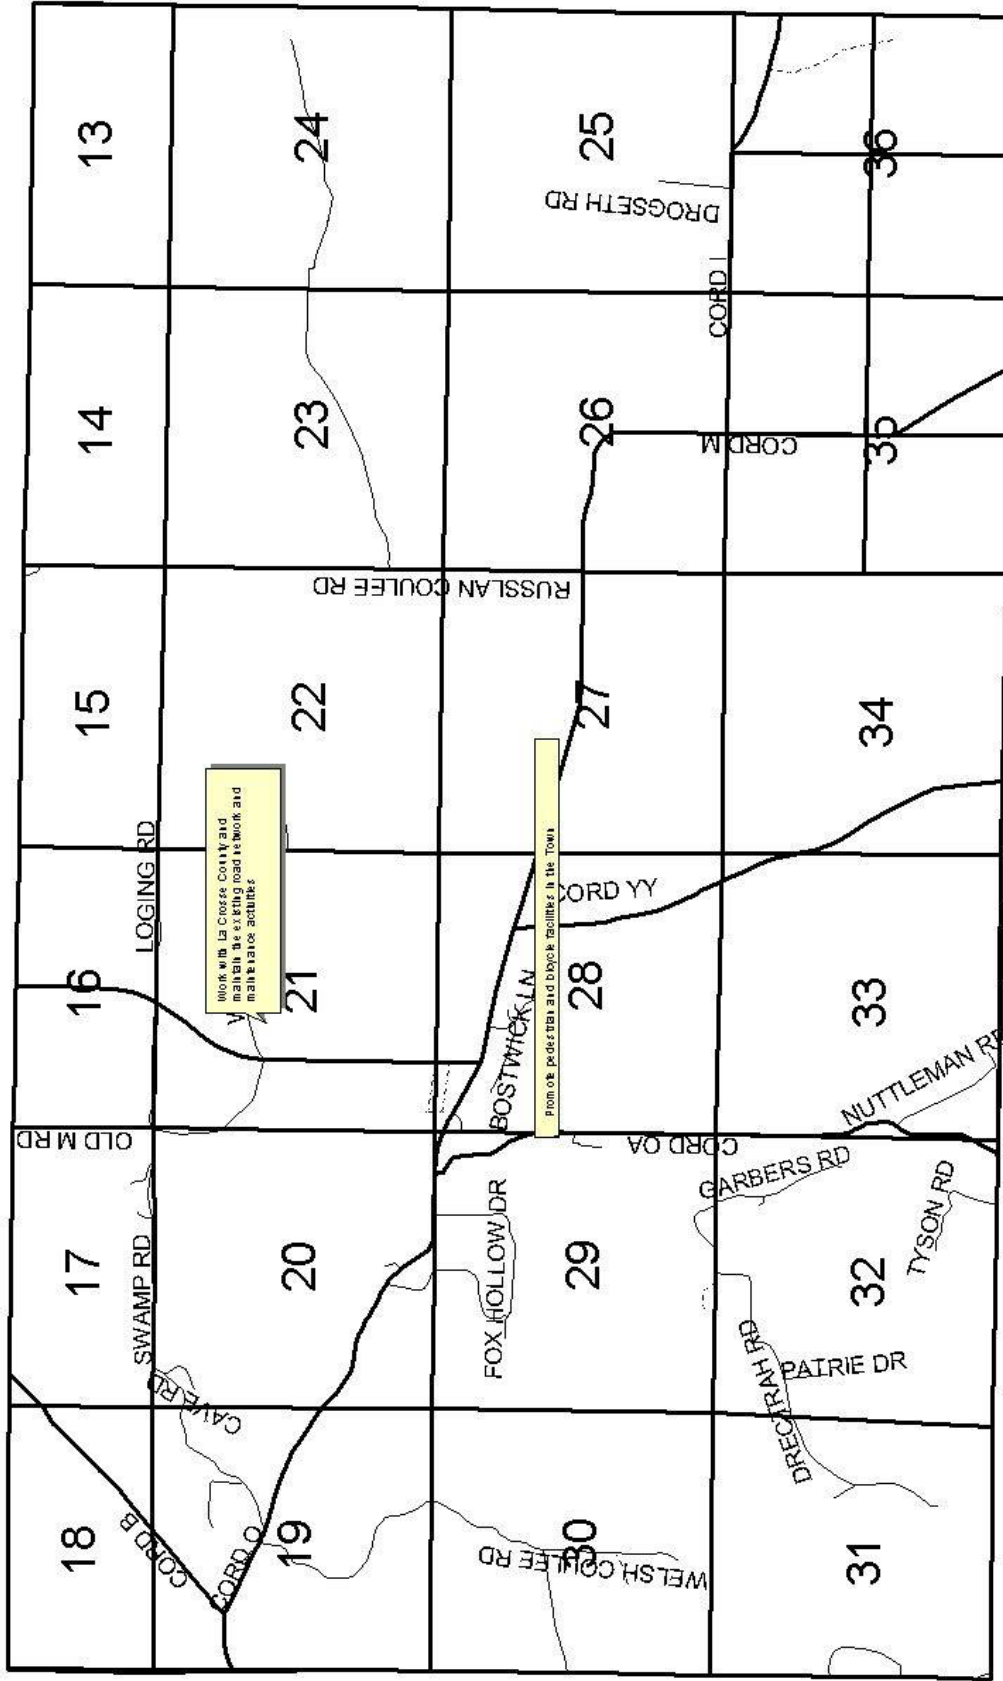 18
17
16
15
14
13
19
20
21
22
23
24
30
29
28
27
26
25
31
32
33
34
35
36
CORD B
CORD O
CAVE RD
SWAMP RD
OLD M RD
LOGING RD
Work with La Crosse County and
maintain the existing road network and
maintenance activities
Promote pedestrian and bicycle facilities in the Town
RUSSLAN COULEE RD
WELSH COULEE RD
FOX HOLLOW DR
BOSTWICK LN
CORD YY
CORD OA
CORD M
CORD I
DROGSETH RD
GARBERS RD
DRECTRAH RD
PATRIE DR
TYSON RD
NUTTLEMAN RD